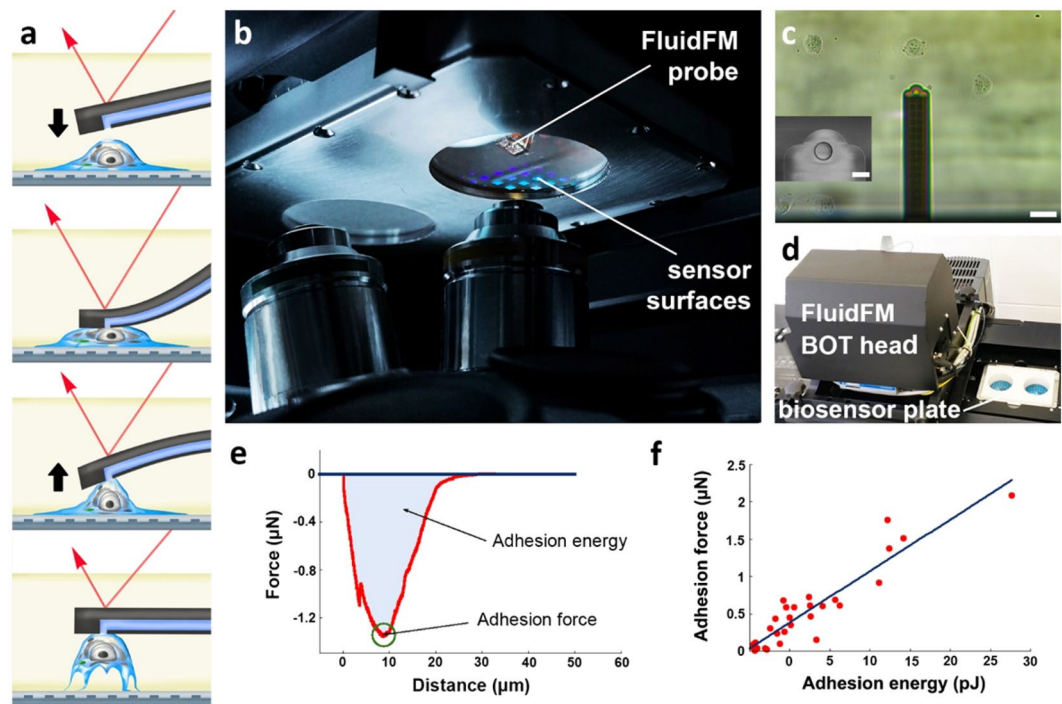 a
b
FluidFM
probe
sensor
surfaces
c
d
FluidFM
BOT head
biosensor plate
e
0
-0.4
-0.8
-1.2
Force (µN)
Adhesion energy
Adhesion force
0 10 20 30 40 50 60
Distance (µm)
f
2.5
2
1.5
1
0.5
0
Adhesion force (µN)
0 5 10 15 20 25 30
Adhesion energy (pJ)